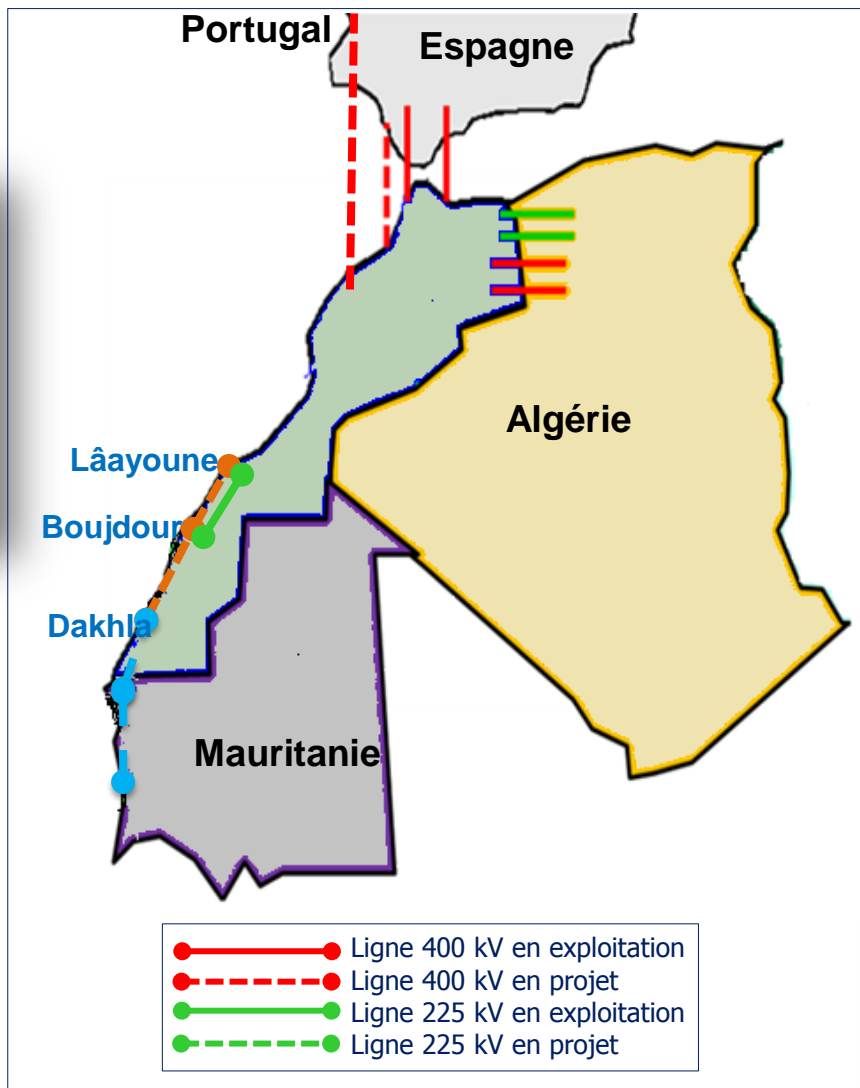 Portugal
Espagne
Algérie
Lâayoune
Boujdour
Dakhla
Mauritanie
Ligne 400 kV en exploitation
Ligne 400 kV en projet
Ligne 225 kV en exploitation
Ligne 225 kV en projet